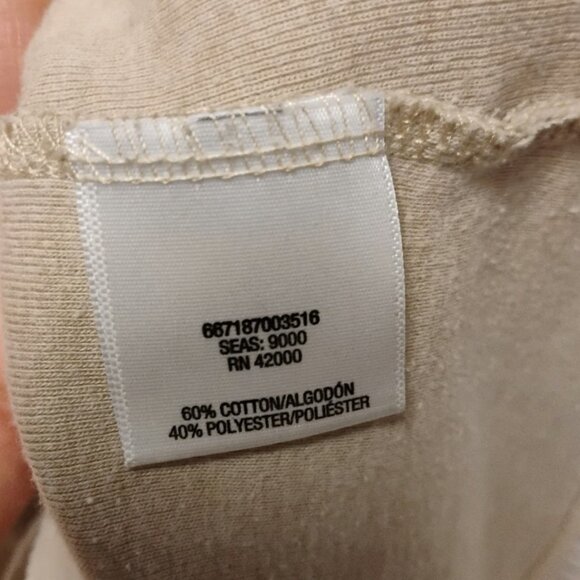 667187003516
SEAS: 9000
RN 42000
60% COTTON/ALGODÓN
40% POLYESTER/POLIÉSTER